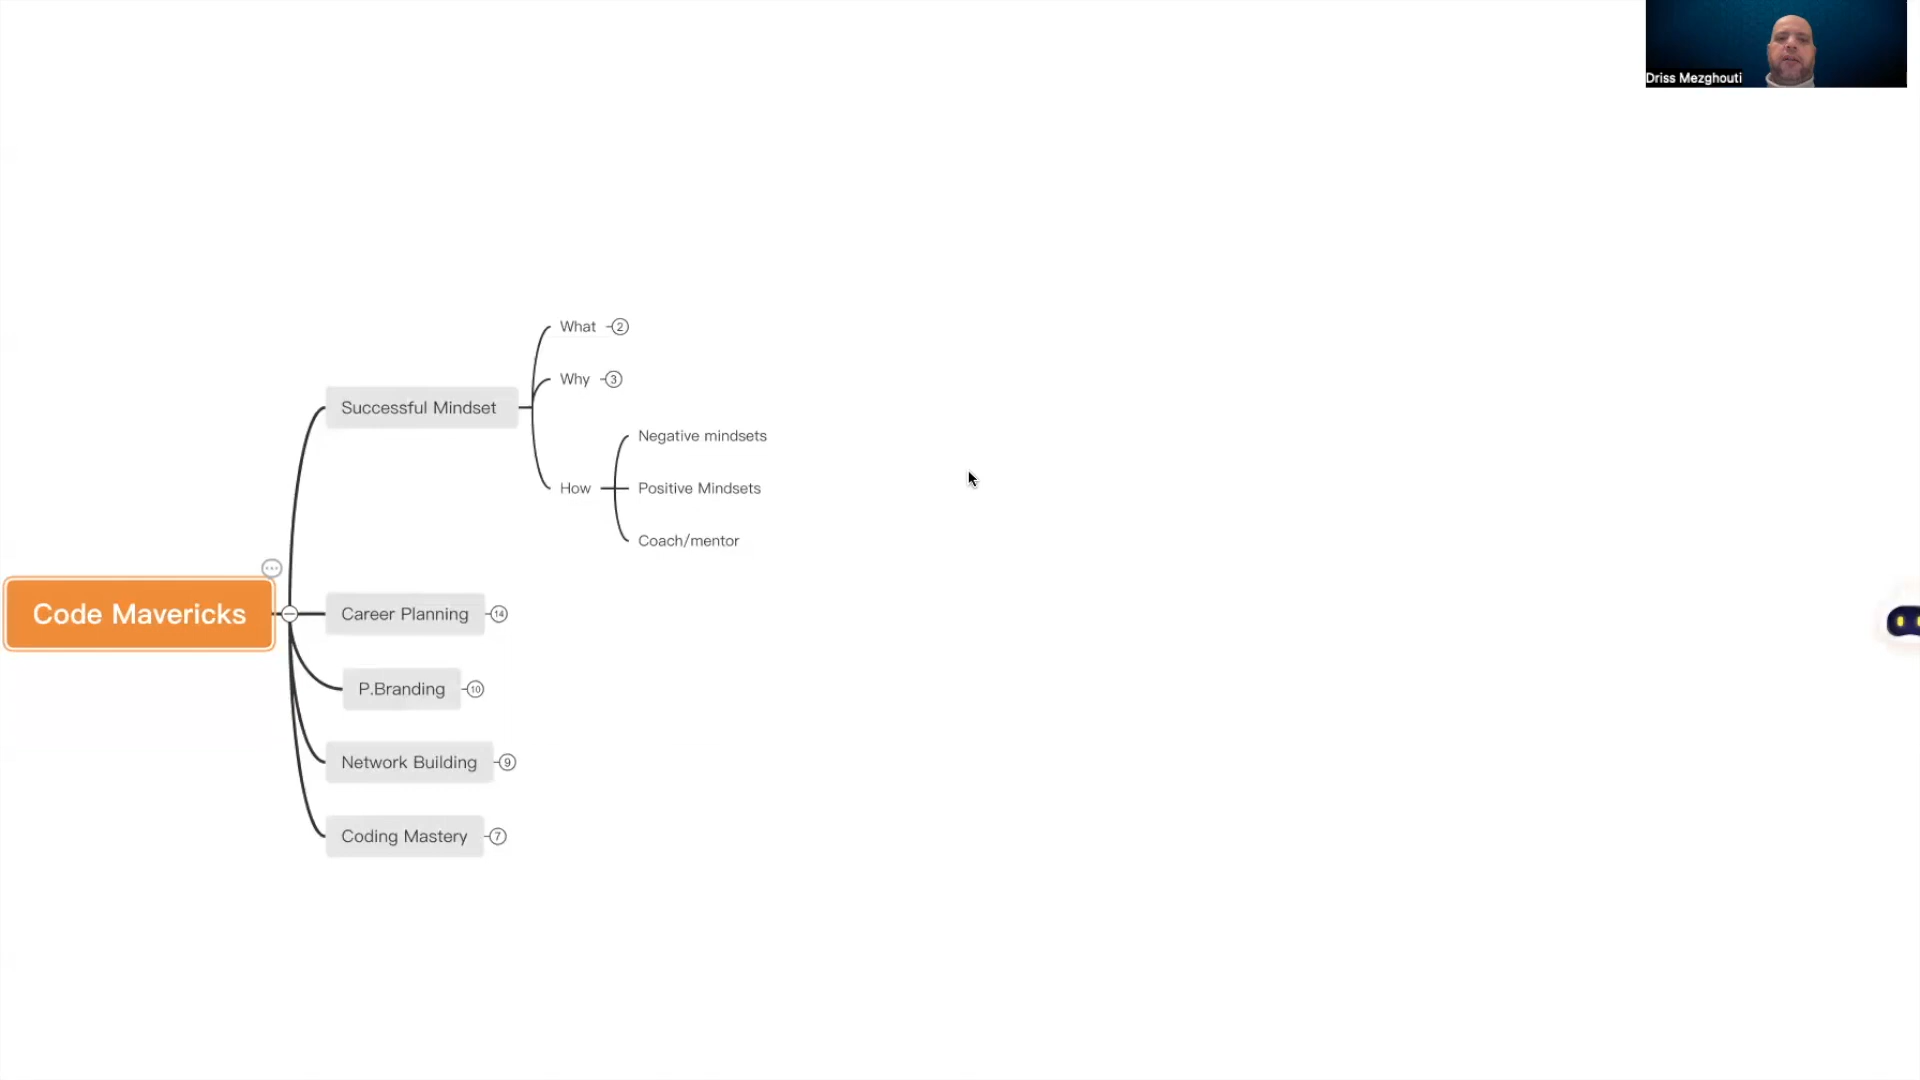 Driss Mezghouti
What 2
Why 3
Successful Mindset
Negative mindsets
How
Positive Mindsets
Coach/mentor
Code Mavericks
Career Planning 14
P.Branding 10
Network Building 9
Coding Mastery 7